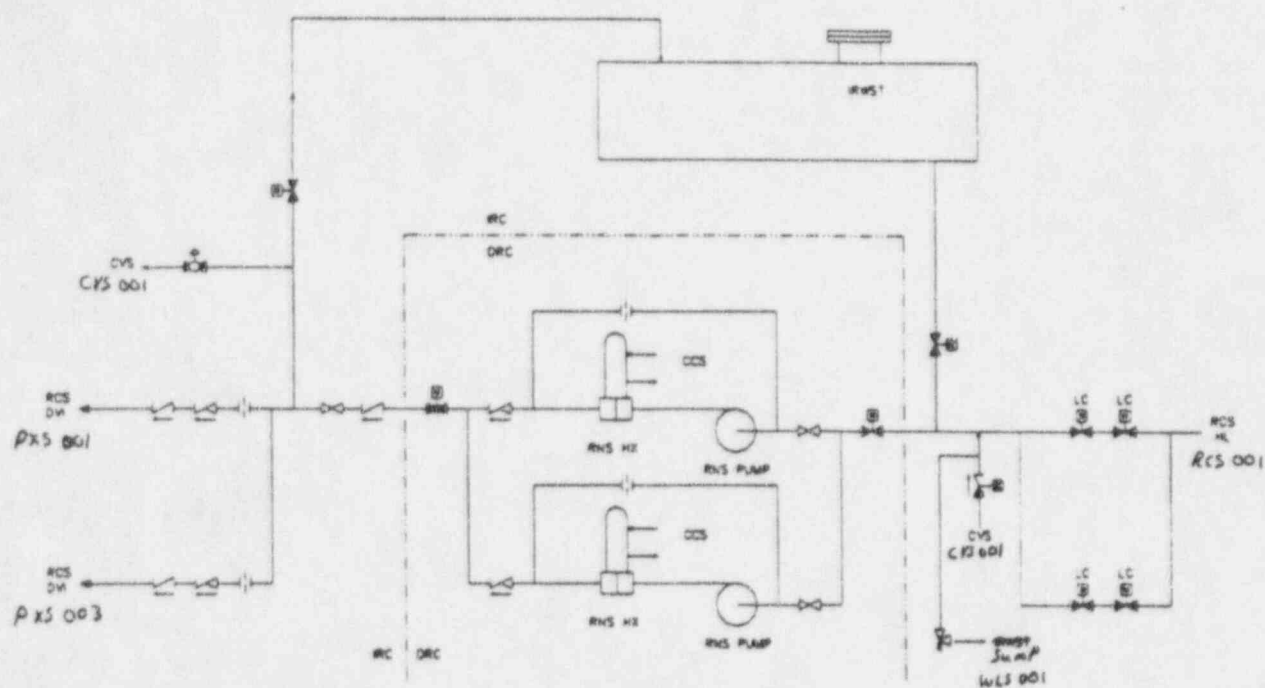 IRWST
IRC
ORC
CVS
CVS 001
RCS
DVI
PXS 001
CCS
RNS HX
RNS PUMP
LC
LC
RCS
HL
RCS 001
CCS
CVS
CVS 001
RCS
DVI
PXS 003
RNS HX
RNS PUMP
LC
LC
IRC
ORC
IRWST
Sump
WLS 001